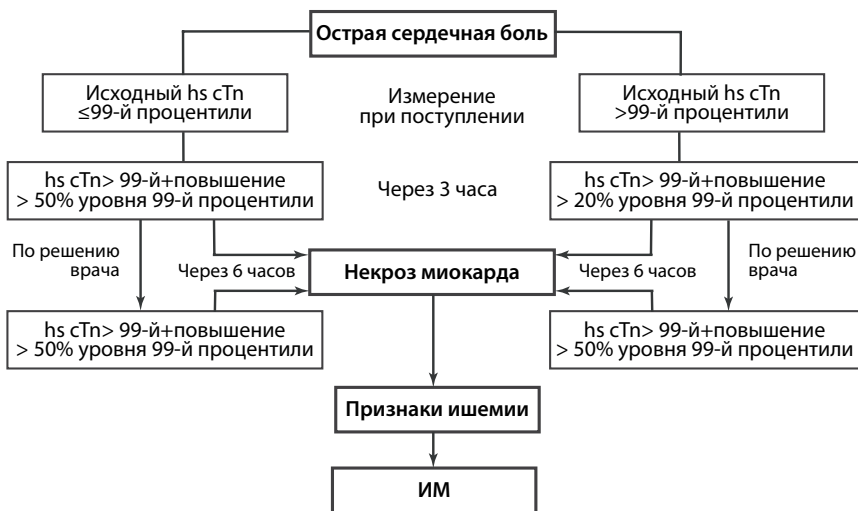 Острая сердечная боль
Исходный hs cTn
≤99-й процентили
Измерение
при поступлении
Исходный hs cTn
>99-й процентили
hs cTn> 99-й+повышение
> 50% уровня 99-й процентили
Через 3 часа
hs cTn> 99-й+повышение
> 20% уровня 99-й процентили
По решению
врача
Через 6 часов
Некроз миокарда
Через 6 часов
По решению
врача
hs cTn> 99-й+повышение
> 50% уровня 99-й процентили
hs cTn> 99-й+повышение
> 50% уровня 99-й процентили
Признаки ишемии
ИМ